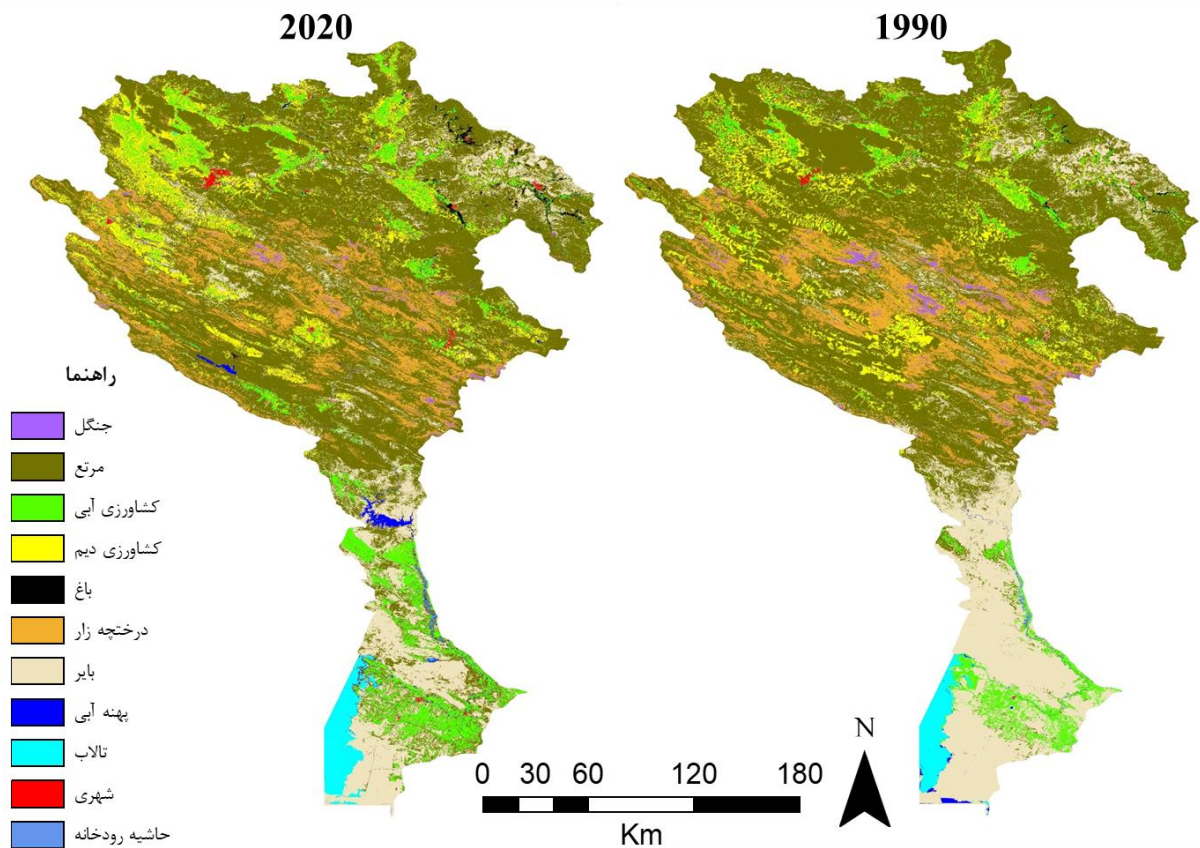 2020
1990
راهنما
جنگل
مرتع
کشاورزی آبی
کشاورزی دیم
باغ
درختچه زار
بایر
پهنه آبی
تالاب
شهری
حاشیه رودخانه
N
0 30 60 120 180
Km